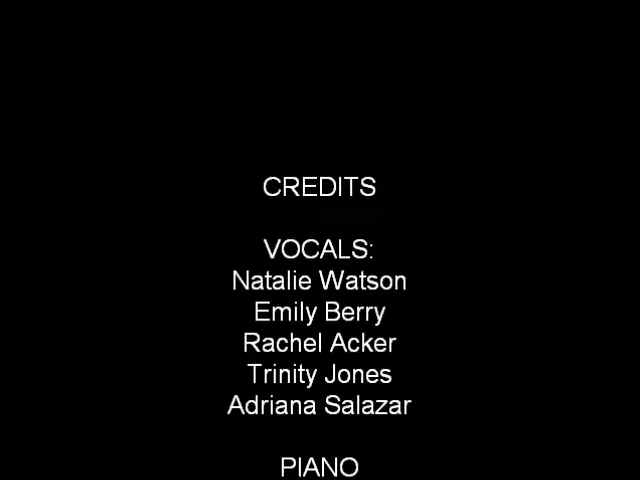 CREDITS
VOCALS:
Natalie Watson
Emily Berry
Rachel Acker
Trinity Jones
Adriana Salazar
PIANO